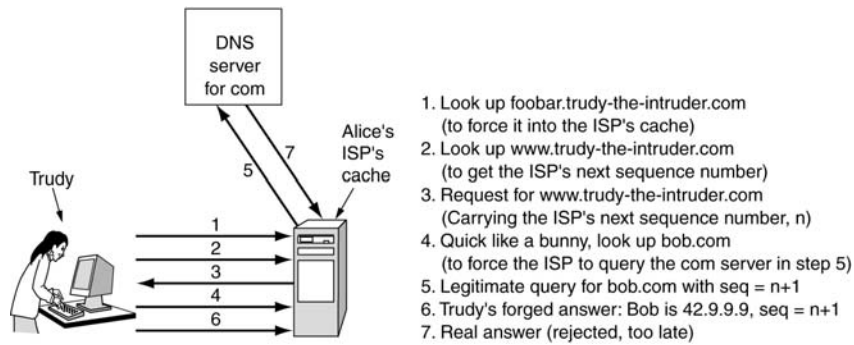 DNS
server
for com
Alice's
ISP's
cache
Trudy
5
7
1
2
3
4
6
1. Look up foobar.trudy-the-intruder.com
(to force it into the ISP's cache)
2. Look up www.trudy-the-intruder.com
(to get the ISP's next sequence number)
3. Request for www.trudy-the-intruder.com
(Carrying the ISP's next sequence number, n)
4. Quick like a bunny, look up bob.com
(to force the ISP to query the com server in step 5)
5. Legitimate query for bob.com with seq = n+1
6. Trudy's forged answer: Bob is 42.9.9.9, seq = n+1
7. Real answer (rejected, too late)